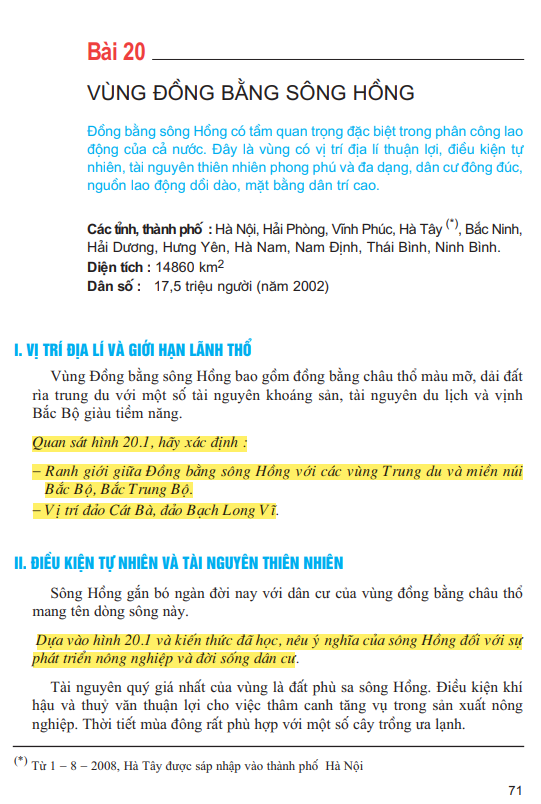 Bài 20
VÙNG ĐỒNG BẰNG SÔNG HỒNG
Đồng bằng sông Hồng có tầm quan trọng đặc biệt trong phân công lao
động của cả nước. Đây là vùng có vị trí địa lí thuận lợi, điều kiện tự
nhiên, tài nguyên thiên nhiên phong phú và đa dạng, dân cư đông đúc,
nguồn lao động dồi dào, mặt bằng dân trí cao.
Các tỉnh, thành phố : Hà Nội, Hải Phòng, Vĩnh Phúc, Hà Tây (*), Bắc Ninh,
Hải Dương, Hưng Yên, Hà Nam, Nam Định, Thái Bình, Ninh Bình.
Diện tích : 14860 km2
Dân số : 17,5 triệu người (năm 2002)
I. VỊ TRÍ ĐỊA LÍ VÀ GIỚI HẠN LÃNH THỔ
Vùng Đồng bằng sông Hồng bao gồm đồng bằng châu thổ màu mỡ, dải đất
rìa trung du với một số tài nguyên khoáng sản, tài nguyên du lịch và vịnh
Bắc Bộ giàu tiềm năng.
Quan sát hình 20.1, hãy xác định :
– Ranh giới giữa Đồng bằng sông Hồng với các vùng Trung du và miền núi
Bắc Bộ, Bắc Trung Bộ.
– Vị trí đảo Cát Bà, đảo Bạch Long Vĩ.
II. ĐIỀU KIỆN TỰ NHIÊN VÀ TÀI NGUYÊN THIÊN NHIÊN
Sông Hồng gắn bó ngàn đời nay với dân cư của vùng đồng bằng châu thổ
mang tên dòng sông này.
Dựa vào hình 20.1 và kiến thức đã học, nêu ý nghĩa của sông Hồng đối với sự
phát triển nông nghiệp và đời sống dân cư.
Tài nguyên quý giá nhất của vùng là đất phù sa sông Hồng. Điều kiện khí
hậu và thuỷ văn thuận lợi cho việc thâm canh tăng vụ trong sản xuất nông
nghiệp. Thời tiết mùa đông rất phù hợp với một số cây trồng ưa lạnh.
(*) Từ 1 – 8 – 2008, Hà Tây được sáp nhập vào thành phố Hà Nội
71